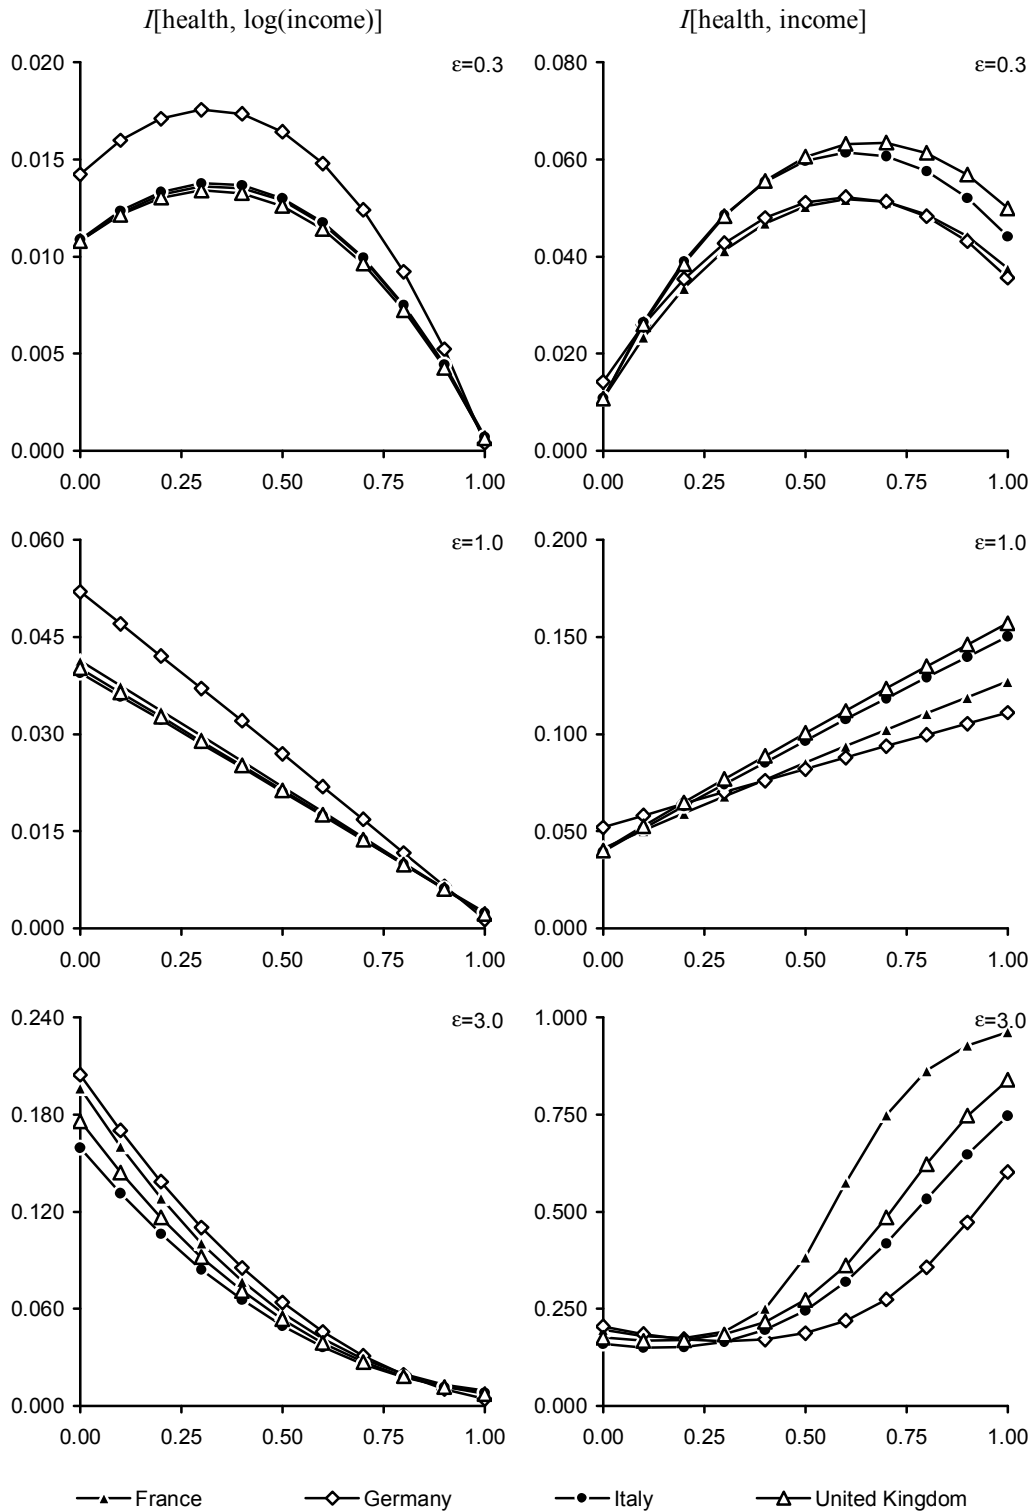 I[health, log(income)]
I[health, income]
ε=0.3
0.020
0.015
0.010
0.005
0.000
0.00 0.25 0.50 0.75 1.00
ε=0.3
0.080
0.060
0.040
0.020
0.000
0.00 0.25 0.50 0.75 1.00
ε=1.0
0.060
0.045
0.030
0.015
0.000
0.00 0.25 0.50 0.75 1.00
ε=1.0
0.200
0.150
0.100
0.050
0.000
0.00 0.25 0.50 0.75 1.00
ε=3.0
0.240
0.180
0.120
0.060
0.000
0.00 0.25 0.50 0.75 1.00
ε=3.0
1.000
0.750
0.500
0.250
0.000
0.00 0.25 0.50 0.75 1.00
France Germany Italy United Kingdom